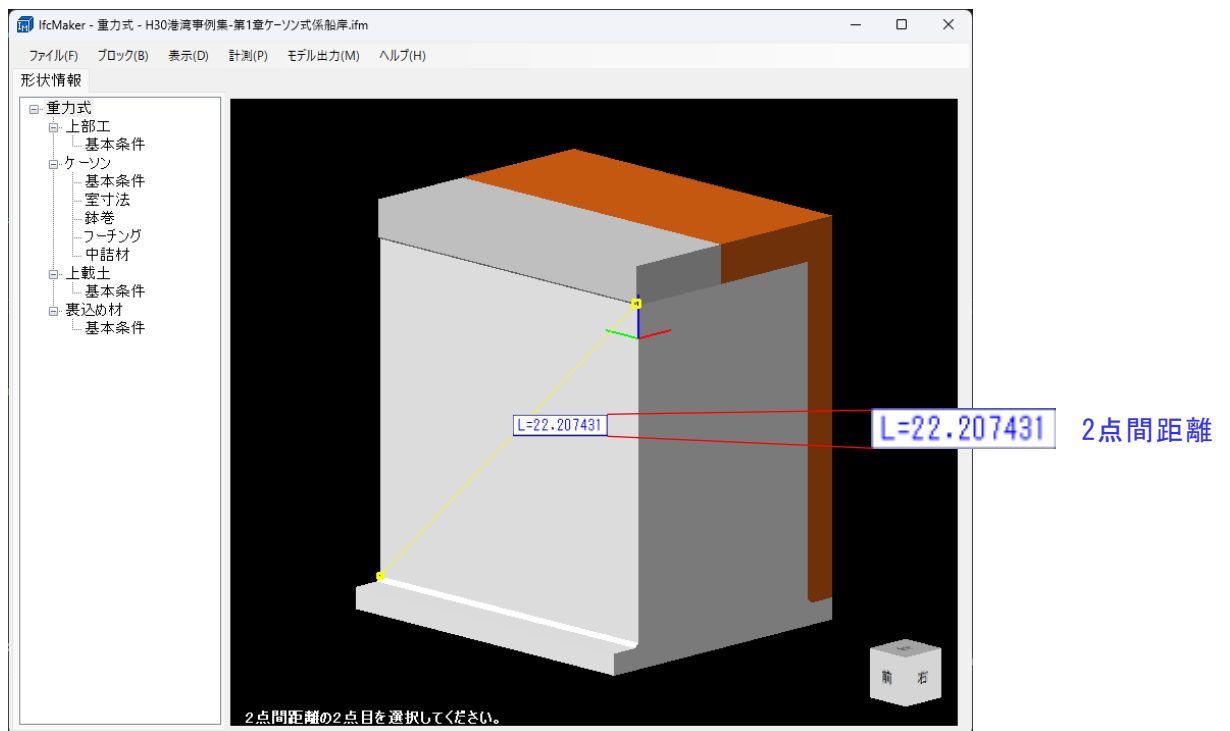 IfcMaker - 重力式 - H30港湾事例集-第1章ケーソン式係船岸.ifm
ファイル(F) ブロック(B) 表示(D) 計測(P) モデル出力(M) ヘルプ(H)
形状情報
重力式
上部工
基本条件
ケーソン
基本条件
室寸法
鉢巻
フーチング
中詰材
上載土
基本条件
裏込め材
基本条件
L=22.207431
L=22.207431 2点間距離
前 右
2点間距離の2点目を選択してください。